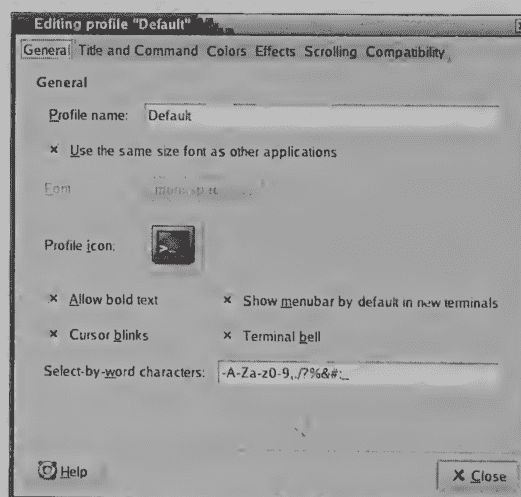 Editing profile "Default"
General Title and Command Colors Effects Scrolling Compatibility
General
Profile name: Default
× Use the same size font as other applications
Font
Profile icon:
× Allow bold text × Show menubar by default in new terminals
× Cursor blinks × Terminal bell
Select-by-word characters: -A-Za-z0-9,./?%&#:_
Help × Close